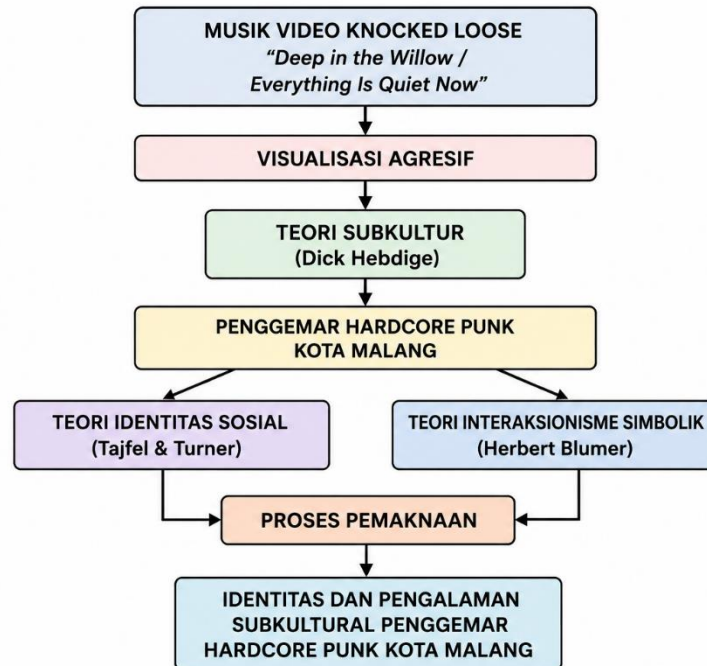 MUSIK VIDEO KNOCKED LOOSE
“Deep in the Willow /
Everything Is Quiet Now”
VISUALISASI AGRESIF
TEORI SUBKULTUR
(Dick Hebdige)
PENGGEMAR HARDCORE PUNK
KOTA MALANG
TEORI IDENTITAS SOSIAL
(Tajfel & Turner)
TEORI INTERAKSIONISME SIMBOLIK
(Herbert Blumer)
PROSES PEMAKNAAN
IDENTITAS DAN PENGALAMAN
SUBKULTURAL PENGGEMAR
HARDCORE PUNK KOTA MALANG